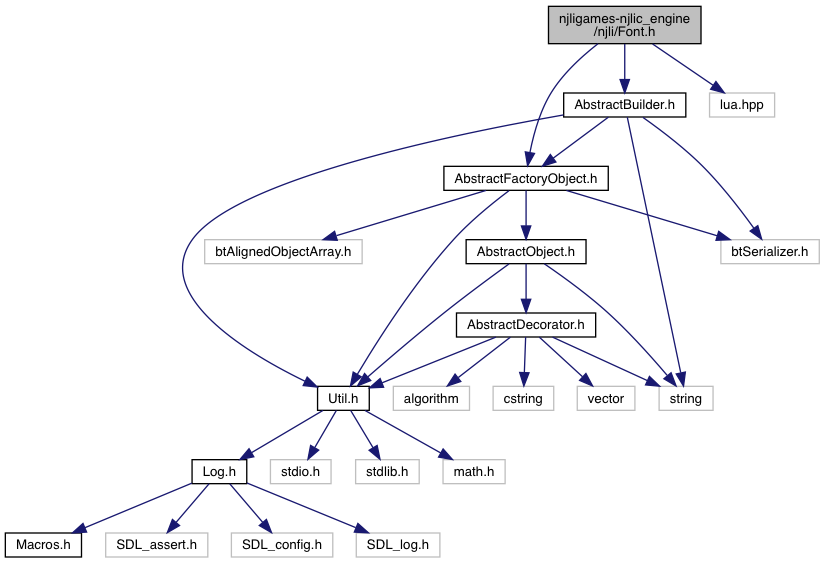 njligames-njlic_engine
/njli/Font.h
AbstractBuilder.h
lua.hpp
AbstractFactoryObject.h
btAlignedObjectArray.h
AbstractObject.h
btSerializer.h
AbstractDecorator.h
Util.h
algorithm
cstring
vector
string
Log.h
stdio.h
stdlib.h
math.h
Macros.h
SDL_assert.h
SDL_config.h
SDL_log.h